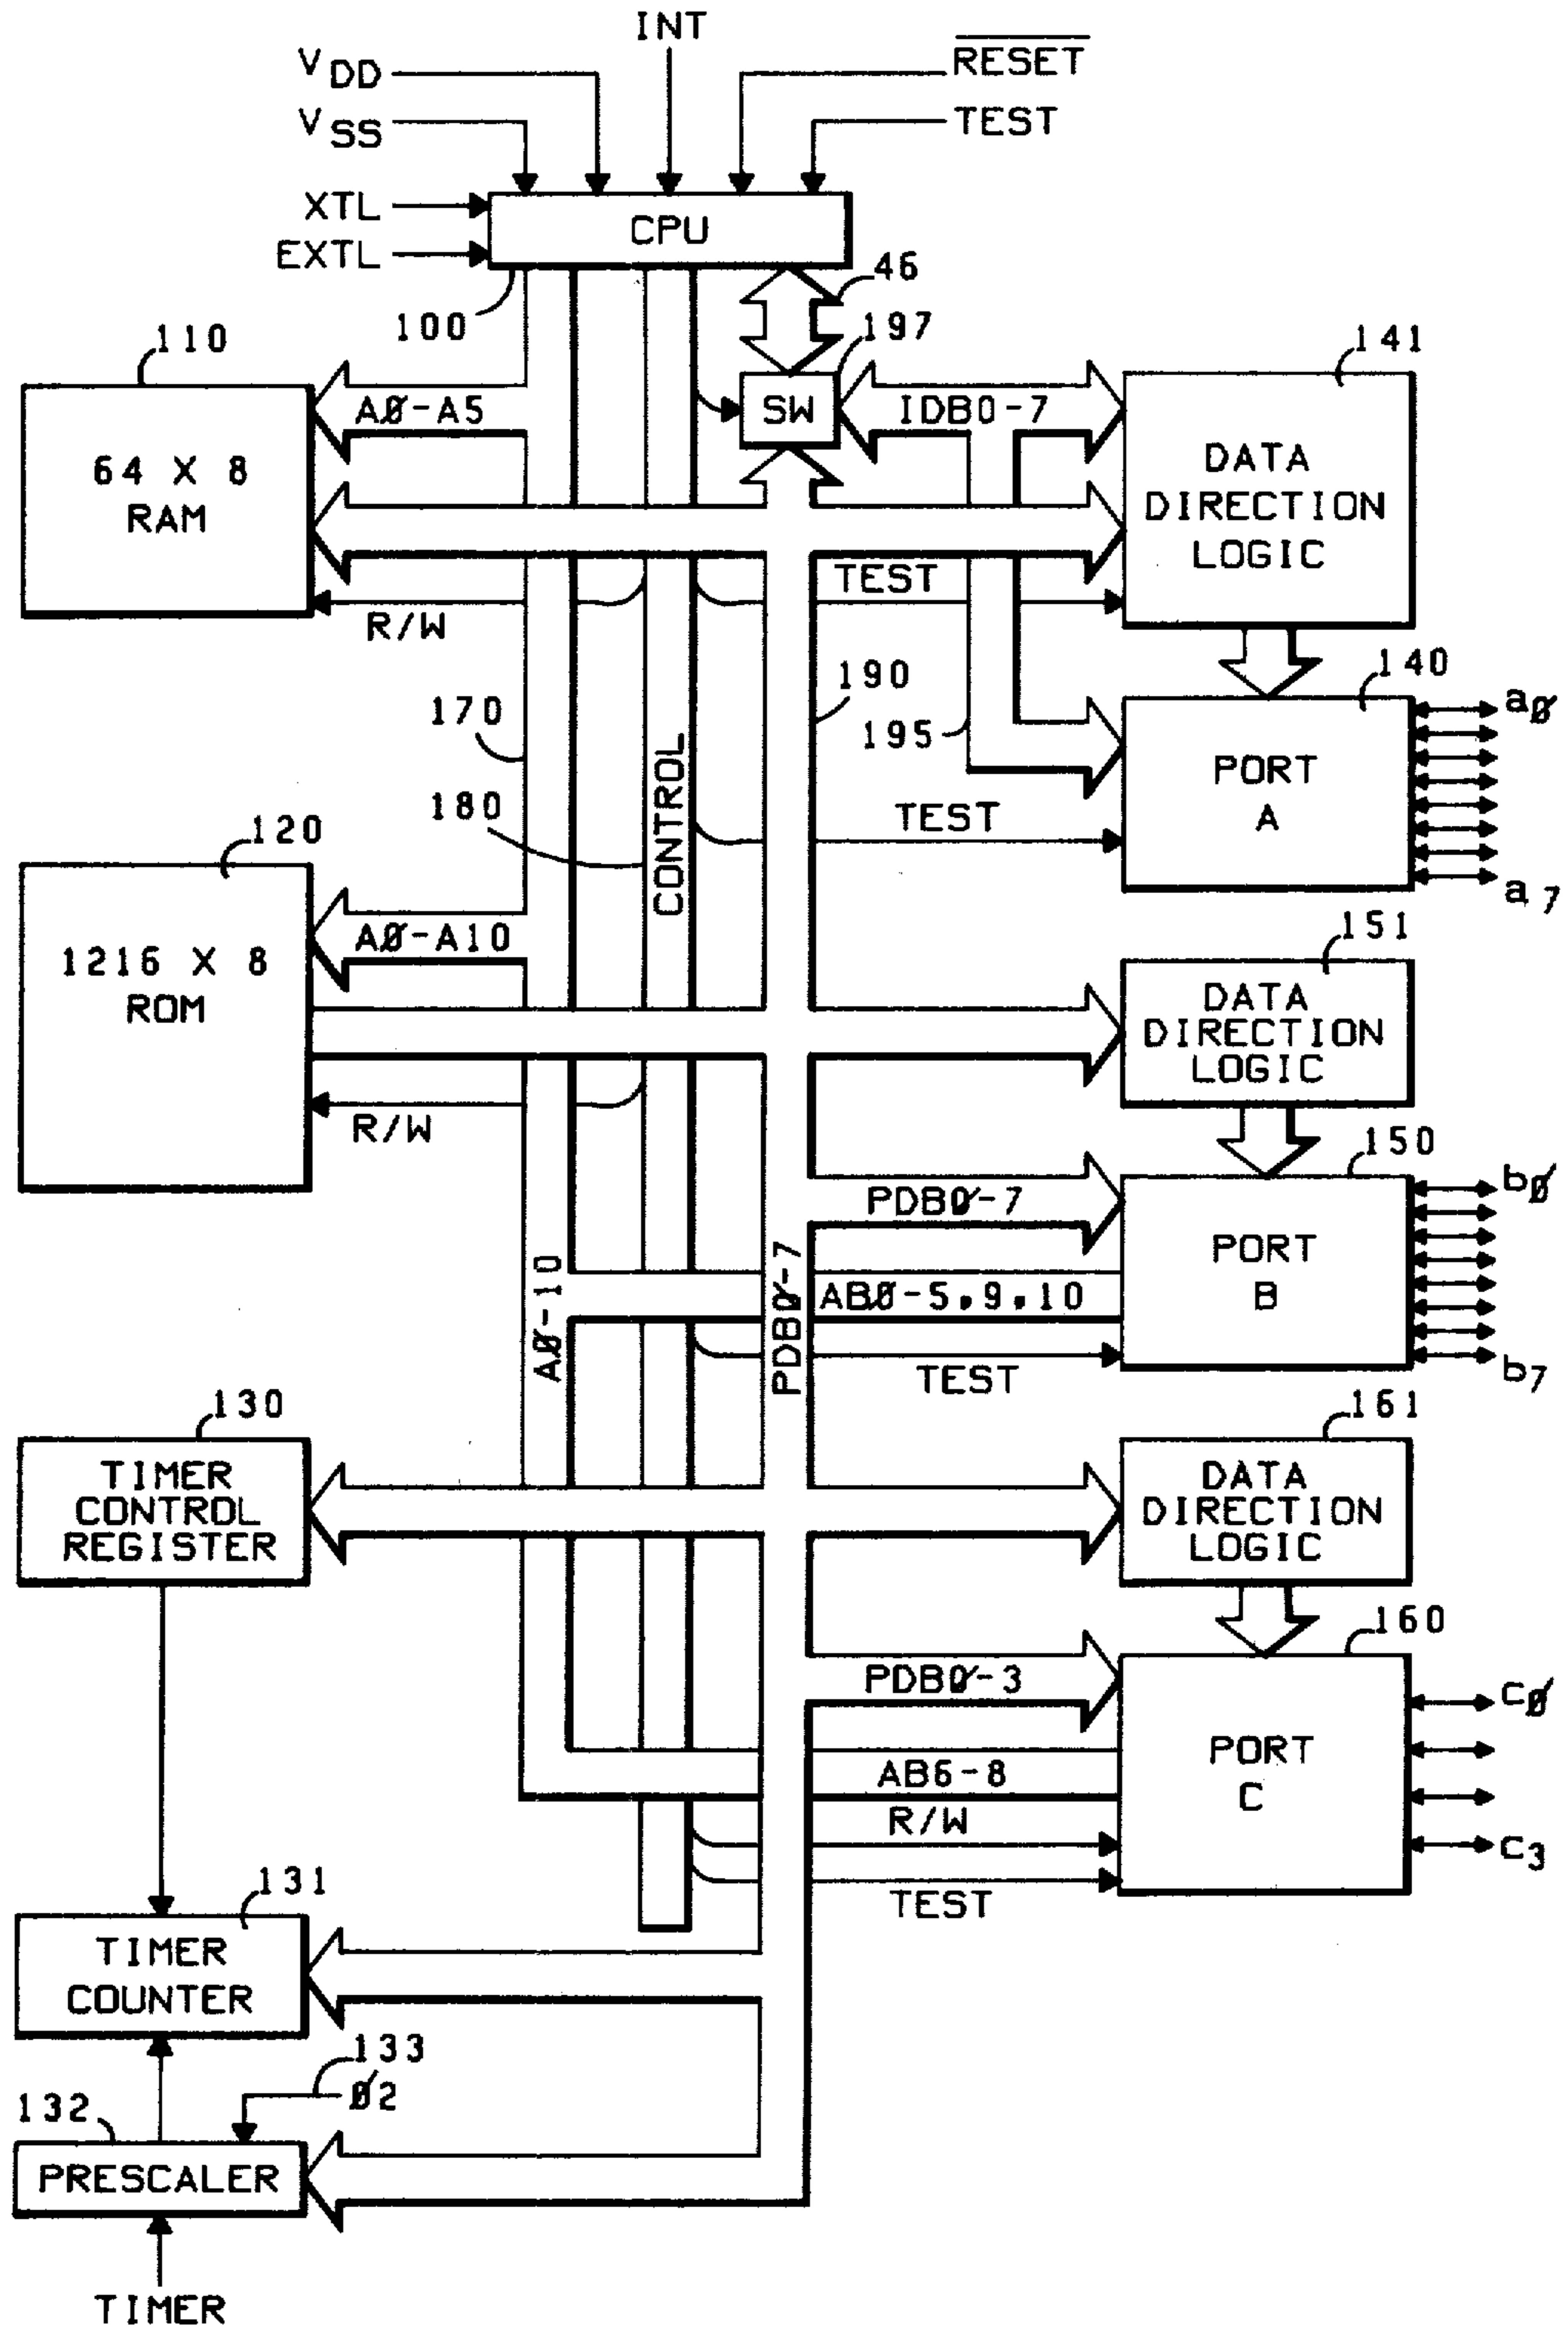 INT
V DD
RESET
V SS
TEST
XTL
CPU
EXTL
46
100
197
110
141
SW
IDB0-7
AØ-A5
64 X 8
RAM
DATA
DIRECTION
LOGIC
TEST
R/W
190
140
170
195
aØ
PORT
A
180
CONTROL
TEST
120
a7
AØ-A10
151
1216 X 8
ROM
DATA
DIRECTION
LOGIC
R/W
150
bØ
PDBØ-7
PORT
B
AØ-10
PDBØ-7
ABØ-5,9,10
TEST
b7
130
161
TIMER
CONTROL
REGISTER
DATA
DIRECTION
LOGIC
160
PDBØ-3
cØ
PORT
C
AB6-8
R/W
c3
131
TEST
TIMER
COUNTER
133
132
Ø2
PRESCALER
TIMER